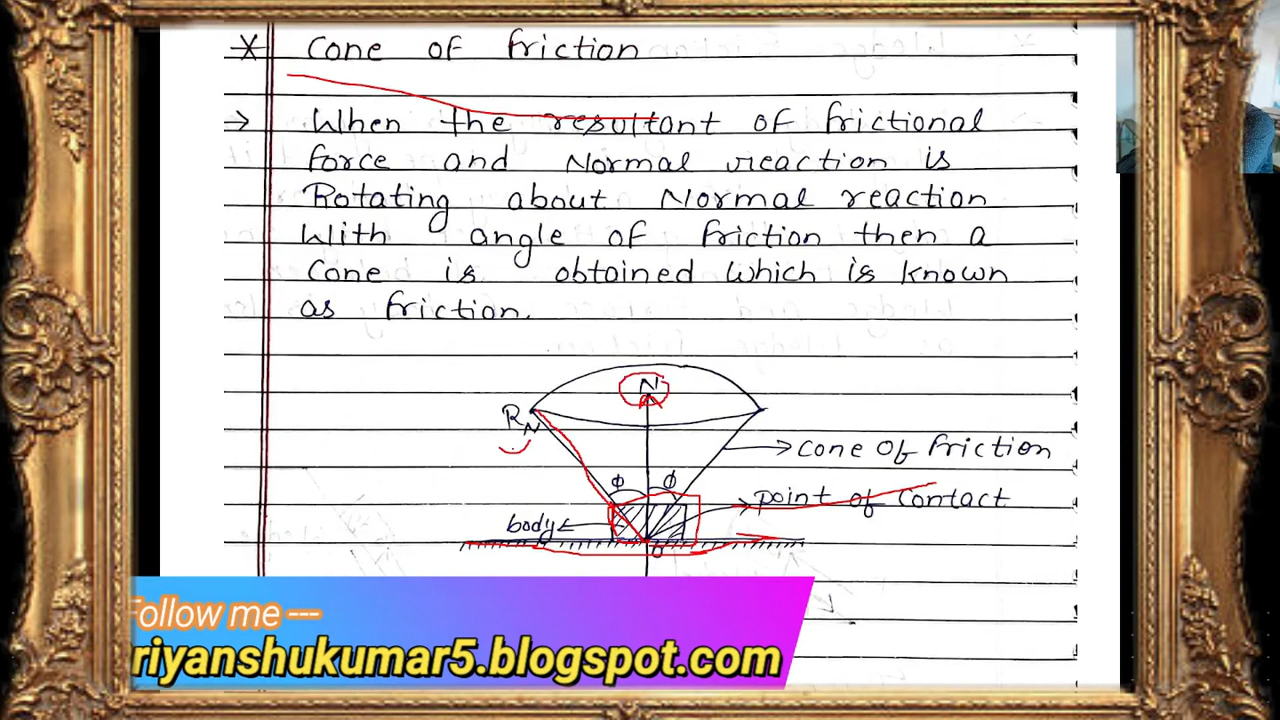 * Cone of friction
→ When the resultant of frictional
force and Normal reaction is
Rotating about Normal reaction
With angle of friction then a
Cone is obtained which is known
as friction.
N
R_N
→ cone of friction
ϕ ϕ
→ point of contact
body ←
O
Follow me ---
riyanshukumar5.blogspot.com